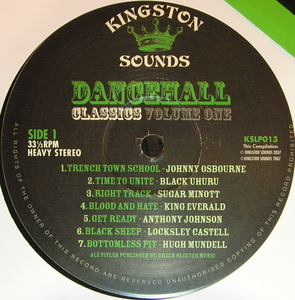 KINGSTON
SOUNDS
DANCEHALL
CLASSICS VOLUME ONE
SIDE 1
33⅓RPM
HEAVY STEREO
KSLP013
This Compilation
℗ KINGSTON SOUNDS 2007
© KINGSTON SOUNDS 2007
1.TRENCH TOWN SCHOOL - JOHNNY OSBOURNE
2.TIME TO UNITE - BLACK UHURU
3.RIGHT TRACK - SUGAR MINOTT
4.BLOOD AND HATE - KING EVERALD
5.GET READY - ANTHONY JOHNSON
6.BLACK SHEEP - LOCKSLEY CASTELL
7.BOTTOMLESS PIT - HUGH MUNDELL
ALL TITLES PUBLISHED BY GREEN SLEEVES MUSIC
ALL RIGHTS OF THE OWNER OF THIS RECORD ARE RESERVED UNAUTHORISED COPYING OF THIS RECORD IS PROHIBITED